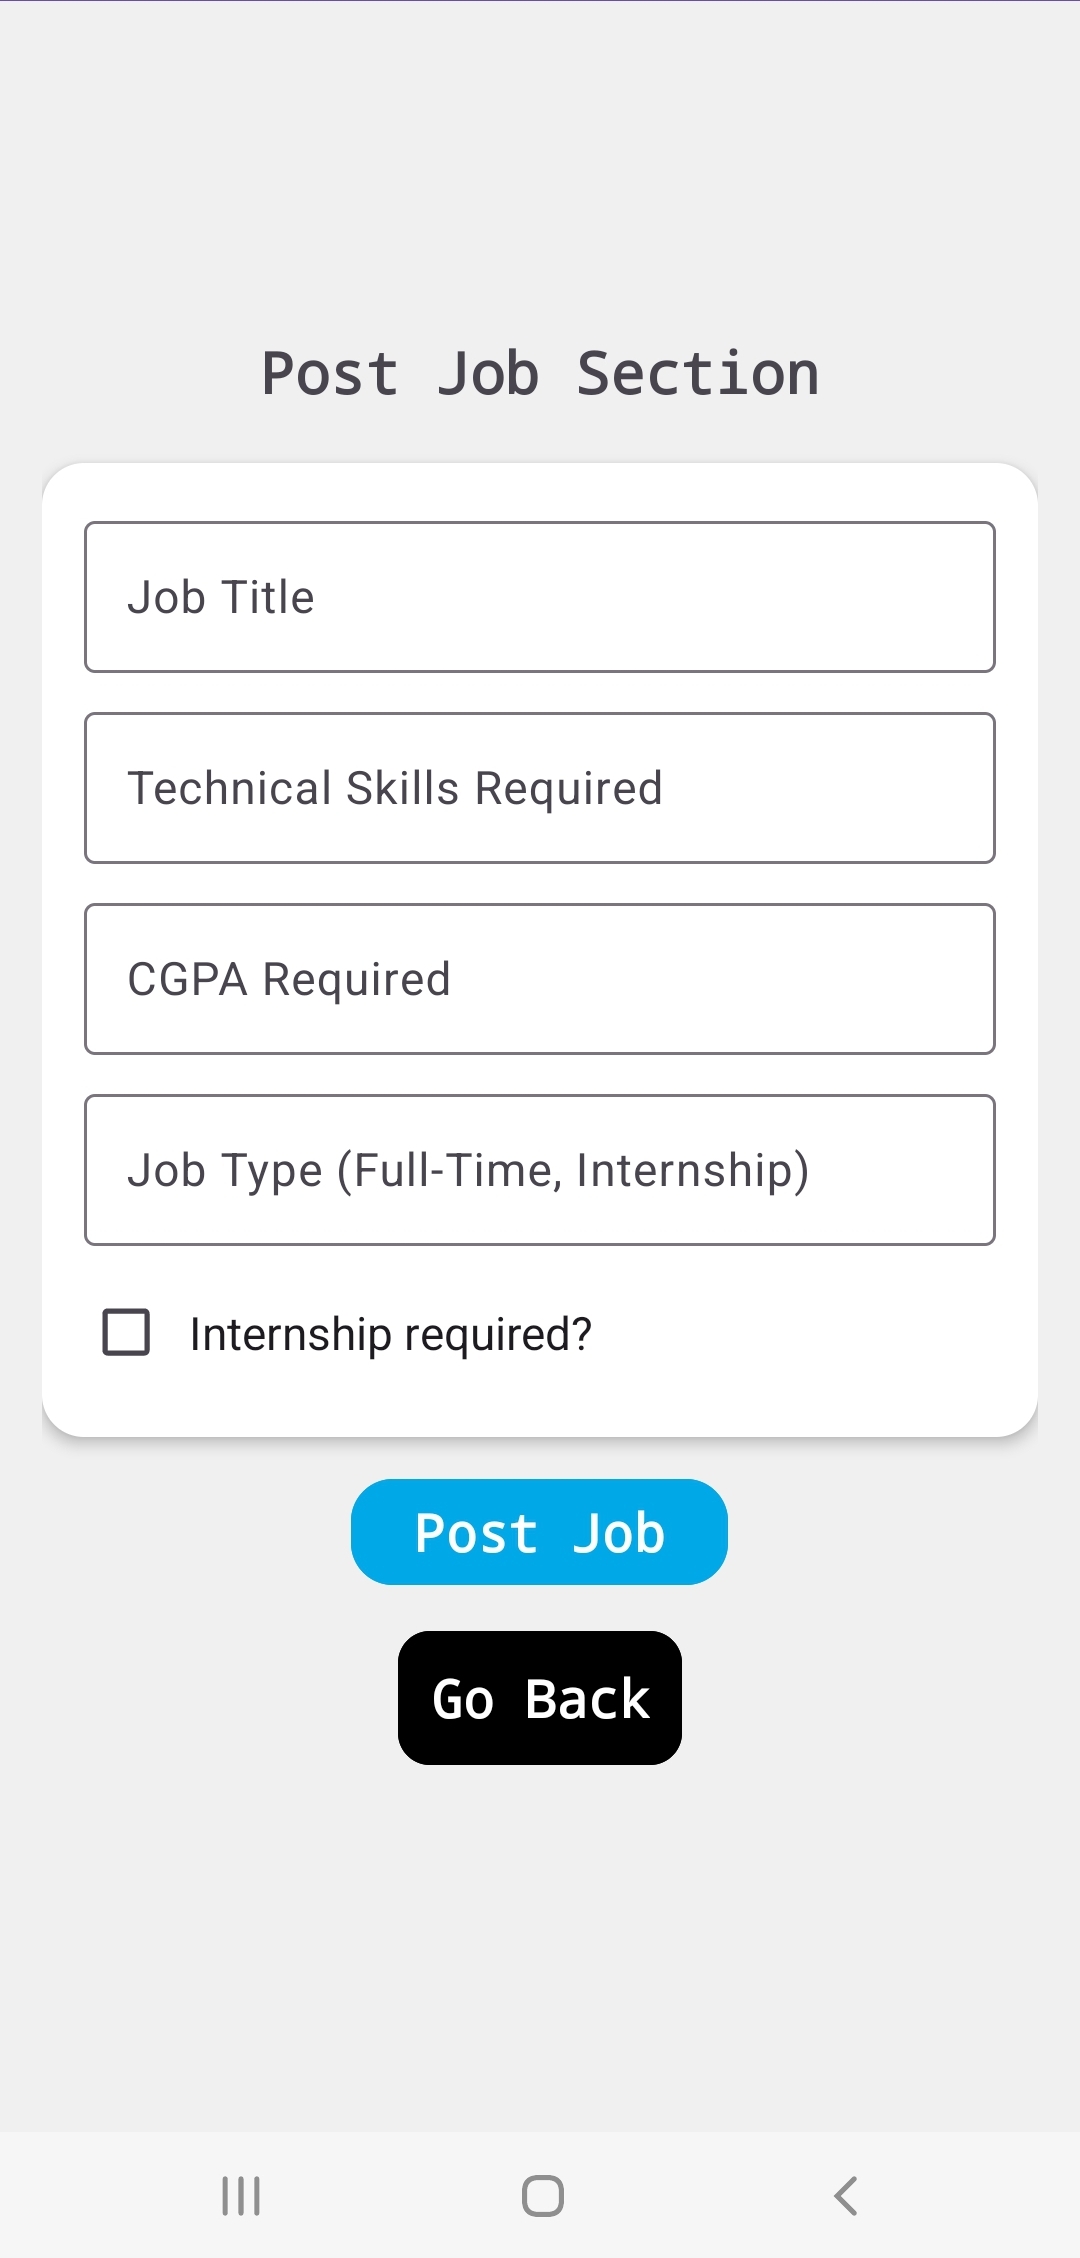 Post Job Section
Job Title
Technical Skills Required
CGPA Required
Job Type (Full-Time, Internship)
Internship required?
Post Job
Go Back